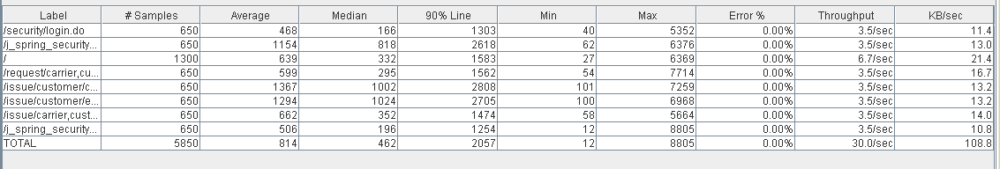 Label # Samples Average Median 90% Line Min Max Error % Throughput KB/sec
/security/login.do 650 468 166 1303 40 5352 0.00% 3.5/sec 11.4
/j_spring_security... 650 1154 818 2618 62 6376 0.00% 3.5/sec 13.0
/ 1300 639 332 1583 27 6369 0.00% 6.7/sec 21.4
/request/carrier,cu... 650 599 295 1562 54 7714 0.00% 3.5/sec 16.7
/issue/customer/c... 650 1367 1002 2808 101 7259 0.00% 3.5/sec 13.2
/issue/customer/e... 650 1294 1024 2705 100 6968 0.00% 3.5/sec 13.2
/issue/carrier,cust... 650 662 352 1474 58 5664 0.00% 3.5/sec 14.0
/j_spring_security... 650 506 196 1254 12 8805 0.00% 3.5/sec 10.8
TOTAL 5850 814 462 2057 12 8805 0.00% 30.0/sec 108.8